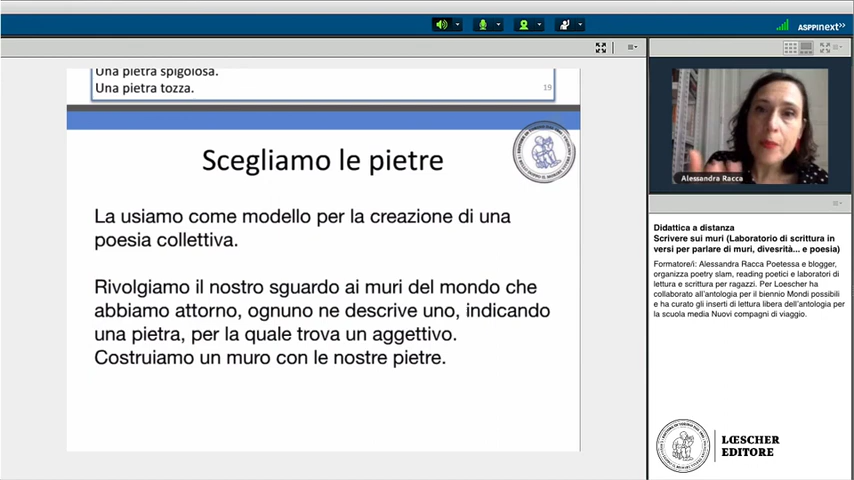 ASPPInext>>
Una pietra spigolosa.
Una pietra tozza.
19
Scegliamo le pietre
La usiamo come modello per la creazione di una
poesia collettiva.
Rivolgiamo il nostro sguardo ai muri del mondo che
abbiamo attorno, ognuno ne descrive uno, indicando
una pietra, per la quale trova un aggettivo.
Costruiamo un muro con le nostre pietre.
Alessandra Racca
Didattica a distanza
Scrivere sui muri (Laboratorio di scrittura in
versi per parlare di muri, divesrità... e poesia)
Formatore/i: Alessandra Racca Poetessa e blogger,
organizza poetry slam, reading poetici e laboratori di
lettura e scrittura per ragazzi. Per Loescher ha
collaborato all'antologia per il biennio Mondi possibili
e ha curato gli inserti di lettura libera dell'antologia per
la scuola media Nuovi compagni di viaggio.
LŒSCHER
EDITORE